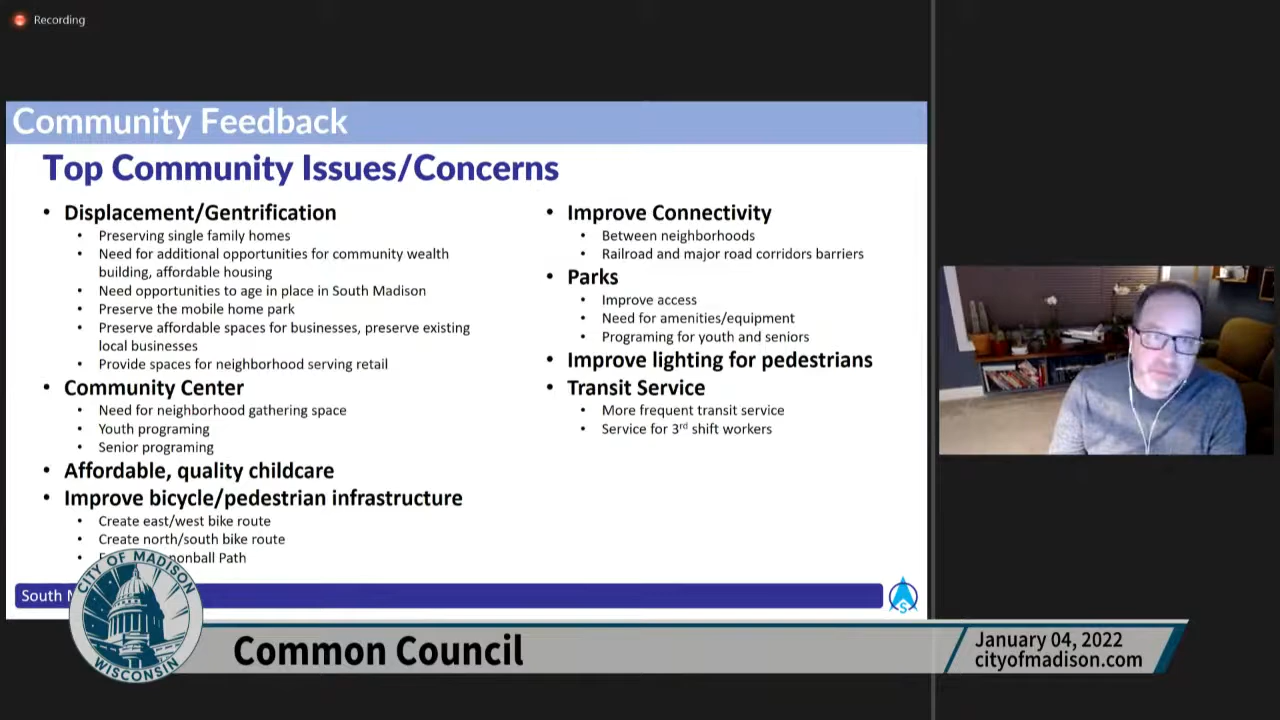 Recording
Community Feedback
Top Community Issues/Concerns
• Displacement/Gentrification
• Preserving single family homes
• Need for additional opportunities for community wealth
building, affordable housing
• Need opportunities to age in place in South Madison
• Preserve the mobile home park
• Preserve affordable spaces for businesses, preserve existing
local businesses
• Provide spaces for neighborhood serving retail
• Community Center
• Need for neighborhood gathering space
• Youth programing
• Senior programing
• Affordable, quality childcare
• Improve bicycle/pedestrian infrastructure
• Create east/west bike route
• Create north/south bike route
• Path
• Improve Connectivity
• Between neighborhoods
• Railroad and major road corridors barriers
• Parks
• Improve access
• Need for amenities/equipment
• Programing for youth and seniors
• Improve lighting for pedestrians
• Transit Service
• More frequent transit service
• Service for 3rd shift workers
South
S
CITY OF MADISON
WISCONSIN
Common Council
January 04, 2022
cityofmadison.com